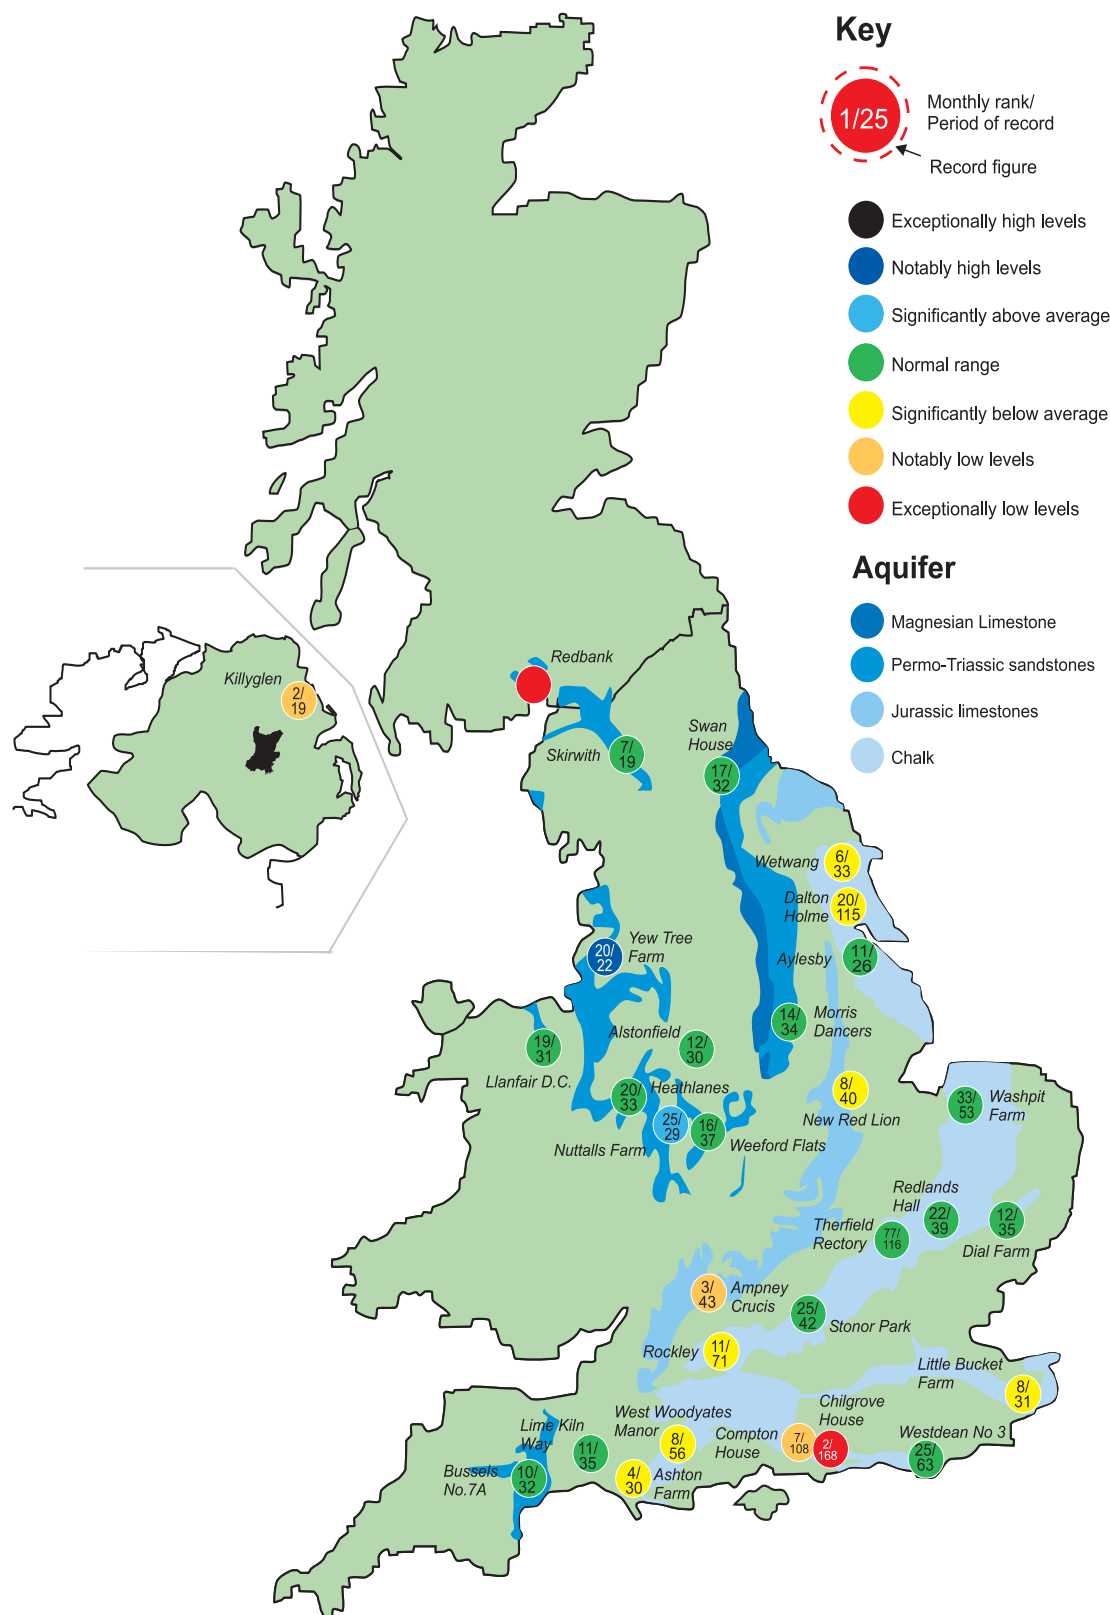 Key
1/25
Monthly rank/
Period of record
Record figure
Exceptionally high levels
Notably high levels
Significantly above average
Normal range
Significantly below average
Notably low levels
Exceptionally low levels
Aquifer
Magnesian Limestone
Permo-Triassic sandstones
Jurassic limestones
Chalk
Redbank
Killyglen
2/
19
Skirwith
7/
19
Swan
House
17/
32
Wetwang
6/
33
Dalton
Holme
20/
115
Yew Tree
Farm
20/
22
Aylesby
11/
26
Morris
Dancers
14/
34
Alstonfield
12/
30
Llanfair D.C.
19/
31
Heathlanes
20/
33
New Red Lion
8/
40
Washpit
Farm
33/
53
Nuttalls Farm
25/
29
Weeford Flats
16/
37
Redlands
Hall
22/
39
Therfield
Rectory
77/
116
Dial Farm
12/
35
Ampney
Crucis
3/
43
Stonor Park
25/
42
Rockley
11/
71
Little Bucket
Farm
8/
31
Chilgrove
House
2/
168
West Woodyates
Manor
8/
56
Compton
House
7/
108
Westdean No 3
25/
63
Lime Kiln
Way
11/
35
Bussels
No.7A
10/
32
Ashton
Farm
4/
30